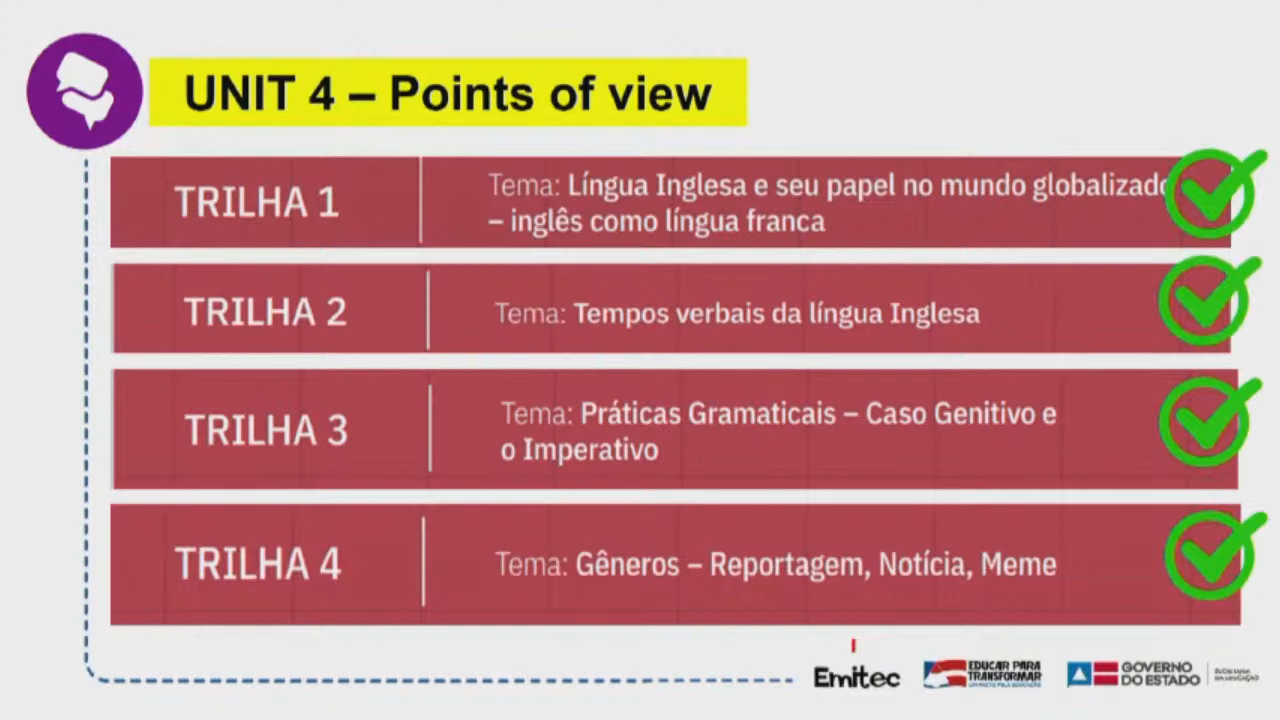 UNIT 4 – Points of view
TRILHA 1
Tema: Língua Inglesa e seu papel no mundo globalizado
– inglês como língua franca
TRILHA 2
Tema: Tempos verbais da língua Inglesa
TRILHA 3
Tema: Práticas Gramaticais – Caso Genitivo e
o Imperativo
TRILHA 4
Tema: Gêneros – Reportagem, Notícia, Meme
Emitec
EDUCAR PARA
TRANSFORMAR
GOVERNO
DO ESTADO